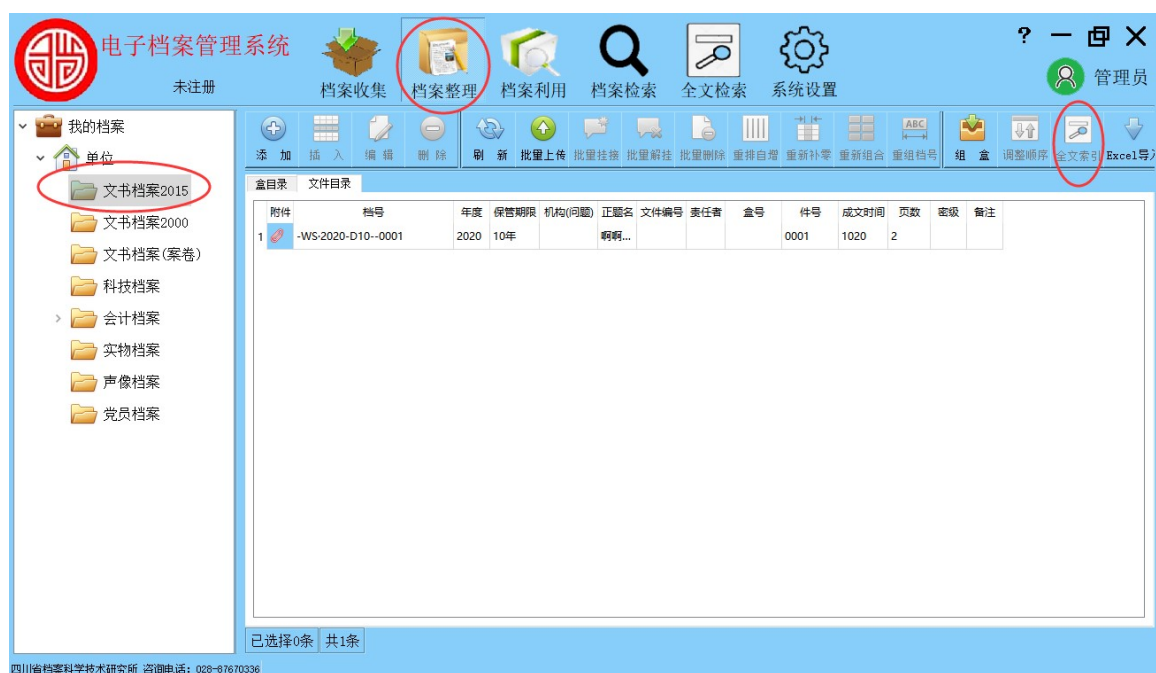 电子档案管理系统
未注册
档案收集 档案整理 档案利用 档案检索 全文检索 系统设置
? 管理员
我的档案
单位
文书档案2015
文书档案2000
文书档案(案卷)
科技档案
会计档案
实物档案
声像档案
党员档案
添 加 插 入 编 辑 删 除 刷 新 批量上传 批量挂接 批量解挂 批量删除 重排自增 重新补零 重新组合 ABC 重组档号 组 盒 调整顺序 全文索引 Excel导入
盒目录 文件目录
附件 档号 年度 保管期限 机构(问题) 正题名 文件编号 责任者 盒号 件号 成文时间 页数 密级 备注
1 -WS-2020-D10--0001 2020 10年 啊啊... 0001 1020 2
已选择0条 共1条
四川省档案科学技术研究所 咨询电话: 028-87670336